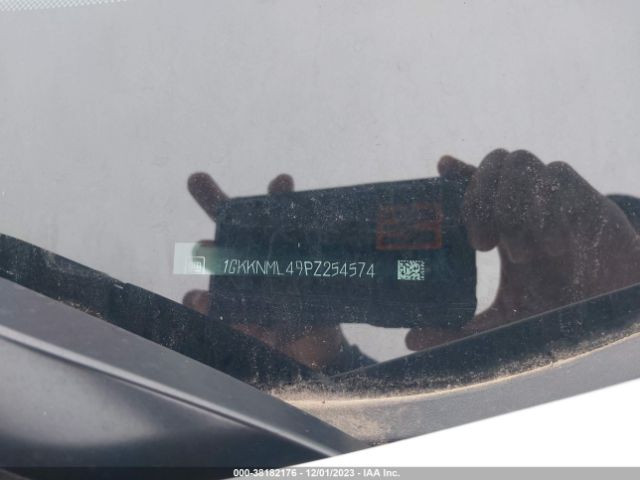 1GKKNML49PZ254574
000-38182176 - 12/01/2023 - IAA Inc.